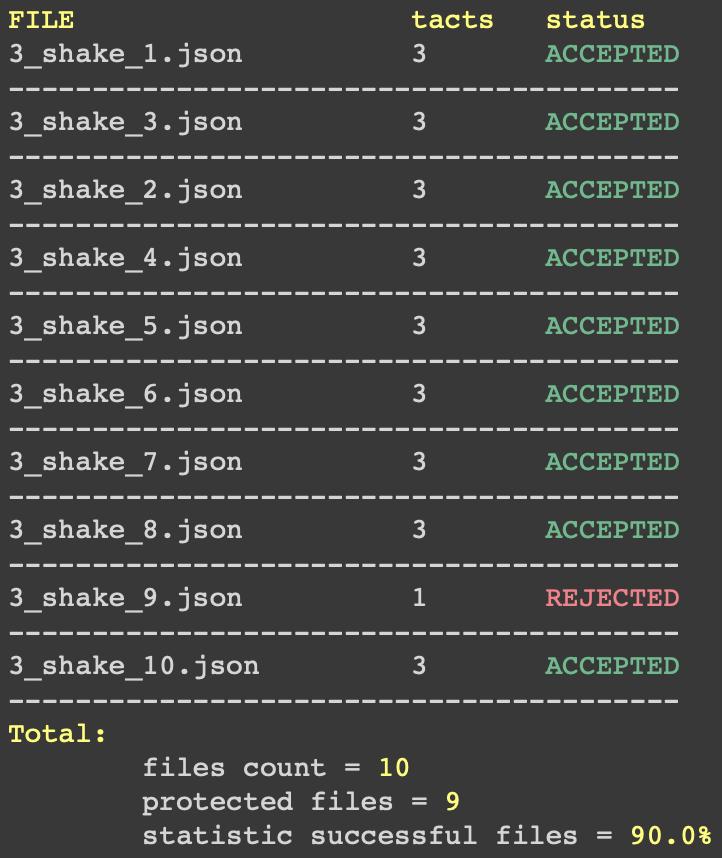 FILE tacts status
3_shake_1.json 3 ACCEPTED
----------------------------------------
3_shake_3.json 3 ACCEPTED
----------------------------------------
3_shake_2.json 3 ACCEPTED
----------------------------------------
3_shake_4.json 3 ACCEPTED
----------------------------------------
3_shake_5.json 3 ACCEPTED
----------------------------------------
3_shake_6.json 3 ACCEPTED
----------------------------------------
3_shake_7.json 3 ACCEPTED
----------------------------------------
3_shake_8.json 3 ACCEPTED
----------------------------------------
3_shake_9.json 1 REJECTED
----------------------------------------
3_shake_10.json 3 ACCEPTED
----------------------------------------
Total:
files count = 10
protected files = 9
statistic successful files = 90.0%